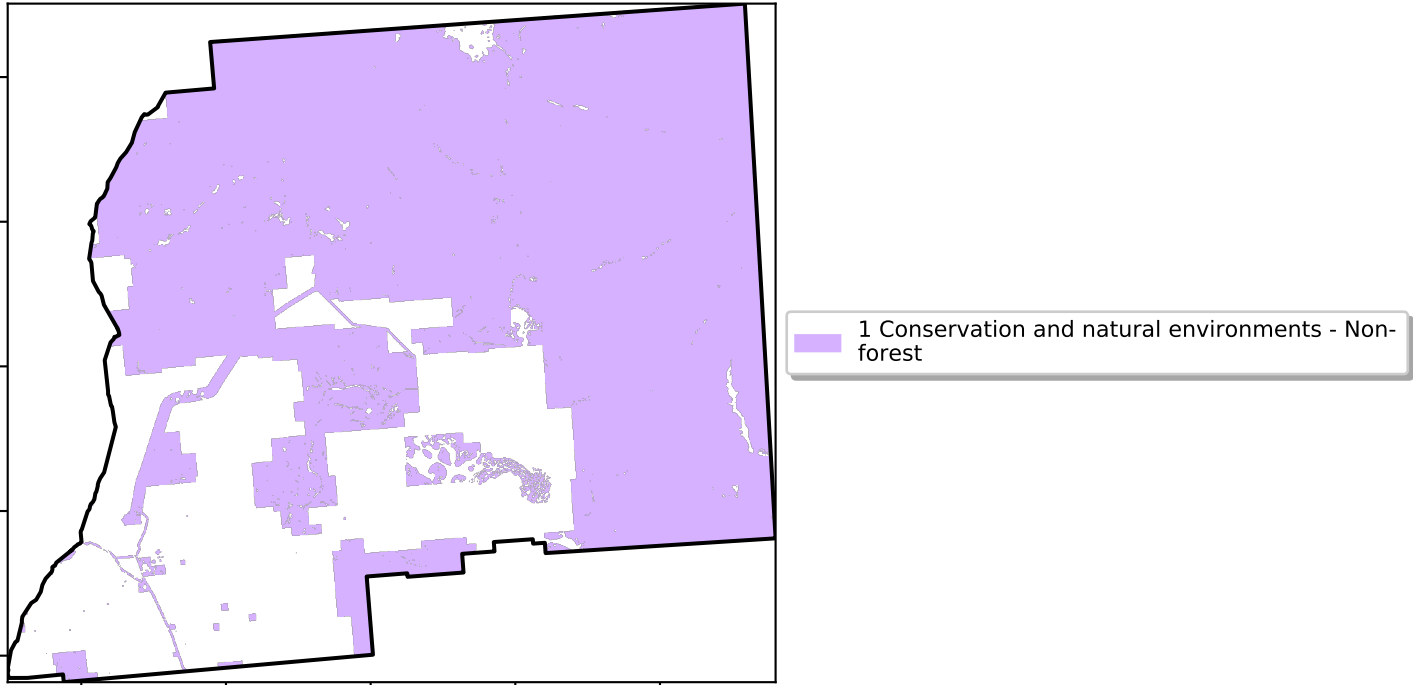 1 Conservation and natural environments - Non-
forest